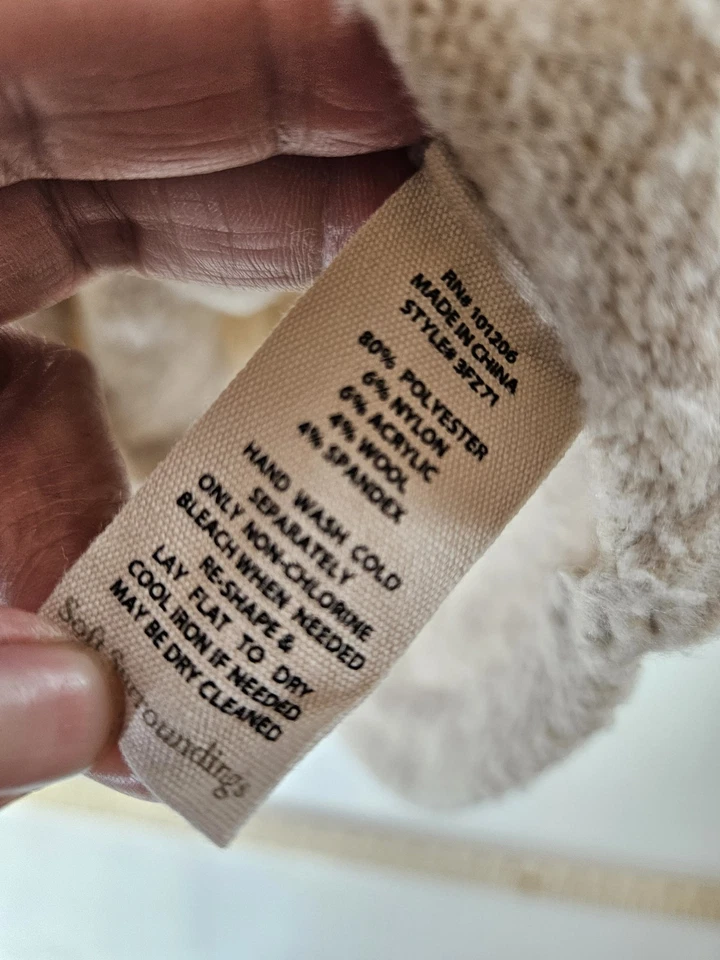 RN# 101206
MADE IN CHINA
STYLE# 3FZ71
80% POLYESTER
6% NYLON
6% ACRYLIC
4% WOOL
4% SPANDEX
HAND WASH COLD
SEPARATELY
ONLY NON-CHLORINE
BLEACH WHEN NEEDED
RE-SHAPE &
LAY FLAT TO DRY
COOL IRON IF NEEDED
MAY BE DRY CLEANED
Soft Surroundings